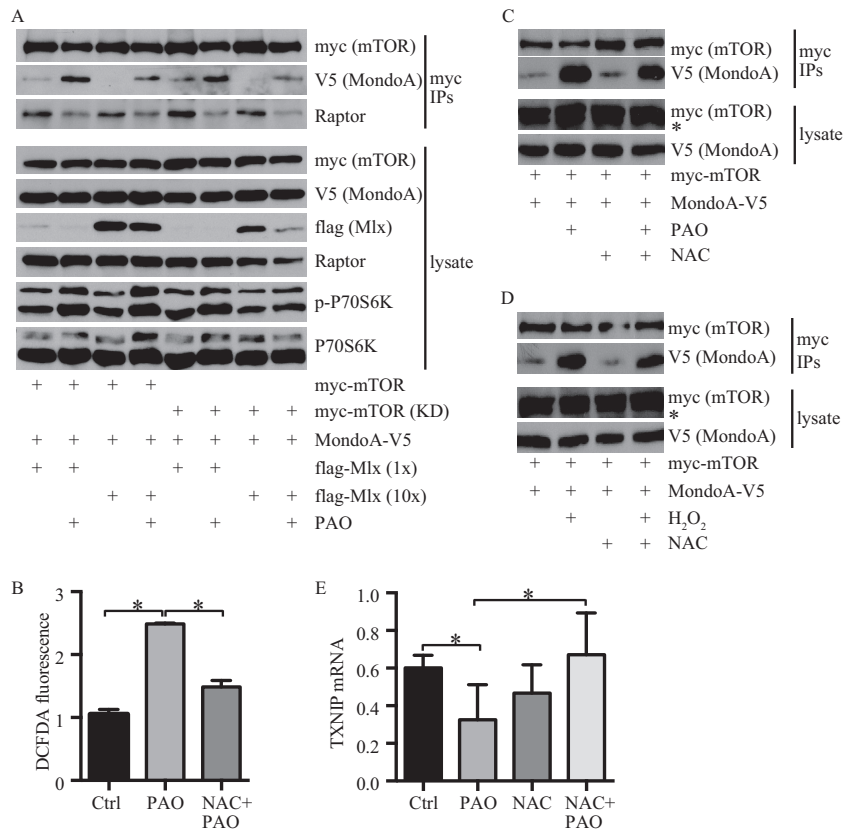 A
myc (mTOR)
V5 (MondoA)
Raptor
myc
IPs
myc (mTOR)
V5 (MondoA)
flag (Mlx)
Raptor
p-P70S6K
P70S6K
lysate
+ + + + myc-mTOR
+ + + + myc-mTOR (KD)
+ + + + + + + + MondoA-V5
+ + + + flag-Mlx (1x)
+ + + + flag-Mlx (10x)
+ + + + PAO
C
myc (mTOR)
V5 (MondoA)
myc
IPs
myc (mTOR)
*
V5 (MondoA)
lysate
+ + + + myc-mTOR
+ + + + MondoA-V5
+ + PAO
+ + NAC
D
myc (mTOR)
V5 (MondoA)
myc
IPs
myc (mTOR)
*
V5 (MondoA)
lysate
+ + + + myc-mTOR
+ + + + MondoA-V5
+ + H₂O₂
+ + NAC
B
DCFDA fluorescence
3
2
1
0
* *
Ctrl PAO NAC+
PAO
E
TXNIP mRNA
1.0
0.8
0.6
0.4
0.2
0.0
*
*
Ctrl PAO NAC NAC+
PAO